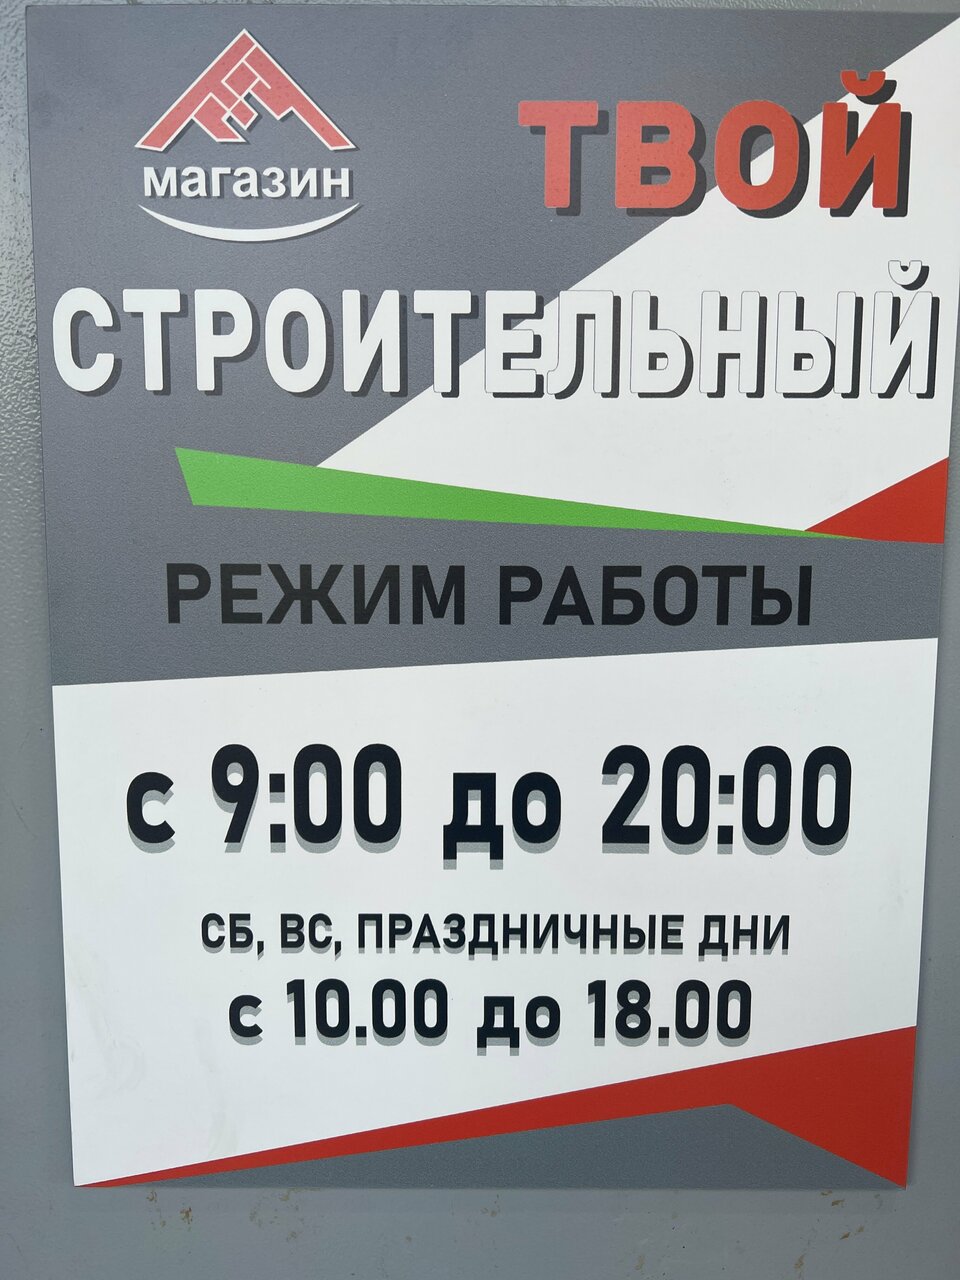 магазин
ТВОЙ
СТРОИТЕЛЬНЫЙ
РЕЖИМ РАБОТЫ
с 9:00 до 20:00
СБ, ВС, ПРАЗДНИЧНЫЕ ДНИ
с 10.00 до 18.00